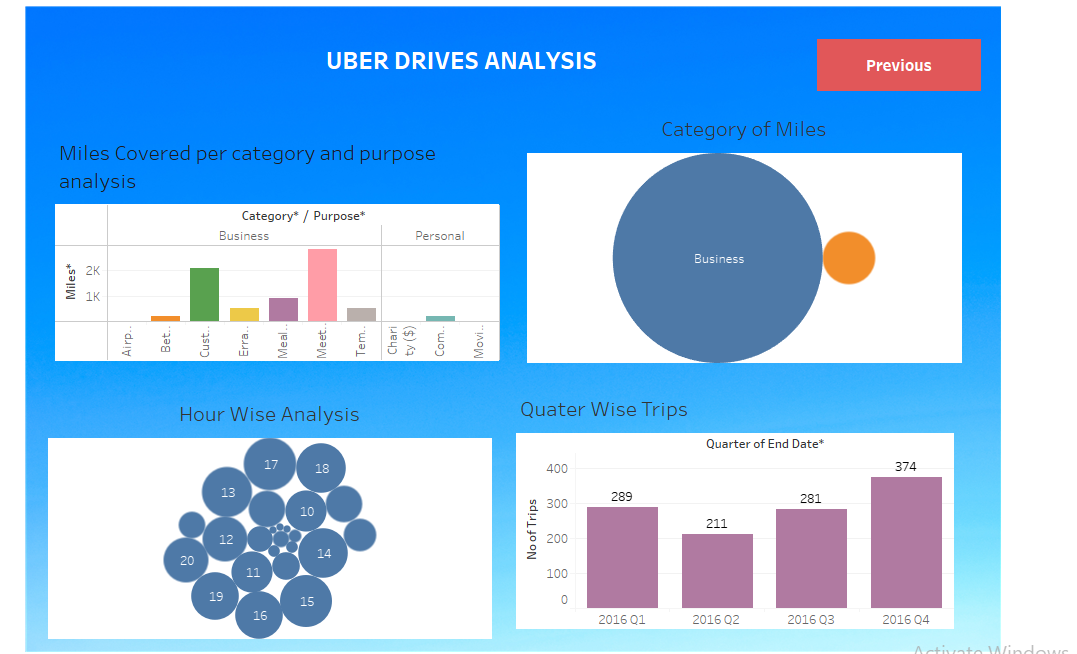 UBER DRIVES ANALYSIS
Previous
Miles Covered per category and purpose
analysis
Category* / Purpose*
Business
Personal
Miles*
2K
1K
Airp..
Bet..
Cust..
Erra..
Meal..
Meet..
Tem..
Chari
ty ($)
Com..
Movi..
Category of Miles
Business
Hour Wise Analysis
17
18
13
10
12
14
20
11
19
15
16
Quater Wise Trips
Quarter of End Date*
No of Trips
400
300
200
100
0
289
211
281
374
2016 Q1
2016 Q2
2016 Q3
2016 Q4
Activate Windows